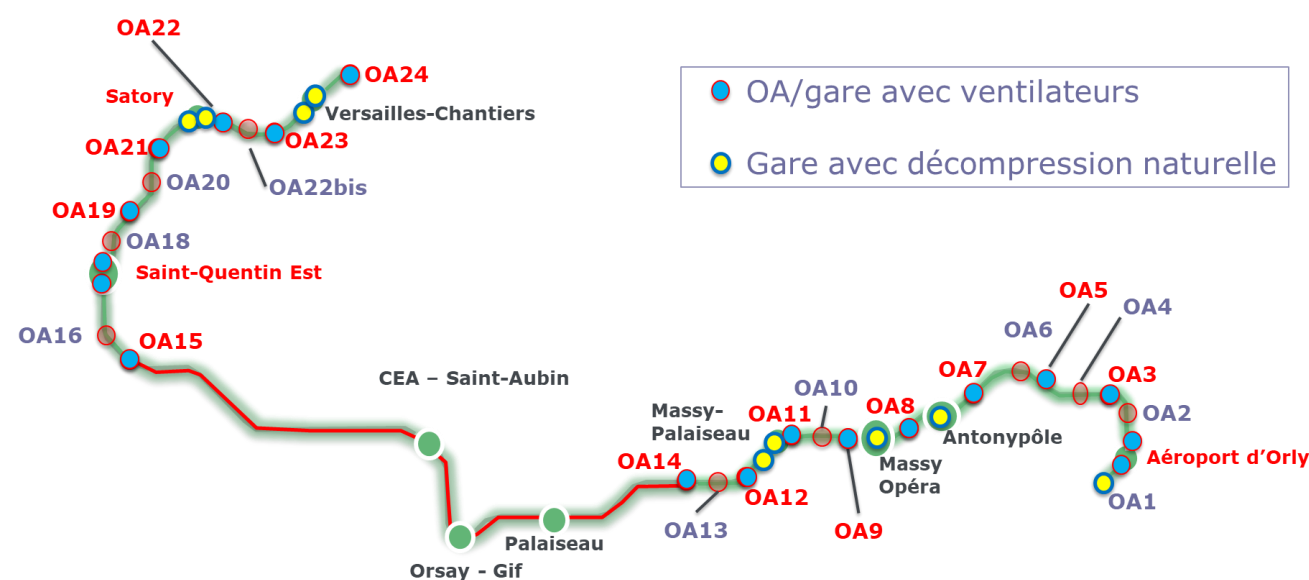 OA22
OA24
Satory
Versailles-Chantiers
OA/gare avec ventilateurs
Gare avec décompression naturelle
OA21
OA23
OA20
OA22bis
OA19
OA18
Saint-Quentin Est
OA16
OA15
CEA – Saint-Aubin
OA5
OA4
OA6
OA7
OA3
OA10
OA8
OA2
Massy-
Palaiseau
OA11
Antonypôle
Aéroport d’Orly
OA14
Massy
Opéra
OA12
OA1
OA13
OA9
Palaiseau
Orsay - Gif